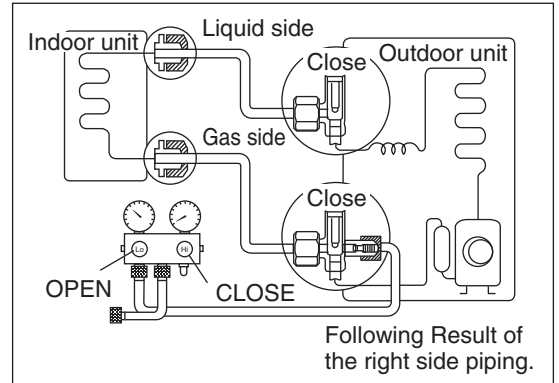 Liquid side
Indoor unit
Close
Outdoor unit
Gas side
Close
Lo
Hi
OPEN
CLOSE
Following Result of
the right side piping.